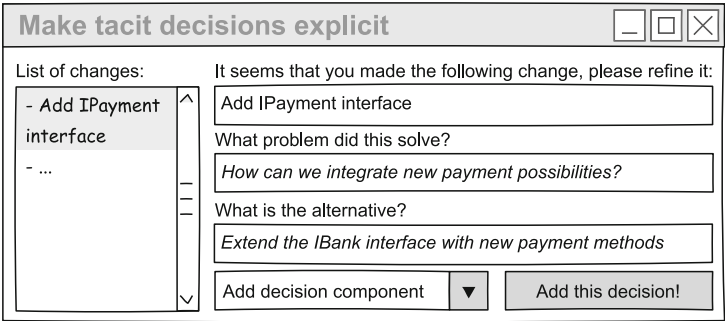 Make tacit decisions explicit
List of changes:
- Add IPayment
interface
- ...
It seems that you made the following change, please refine it:
Add IPayment interface
What problem did this solve?
How can we integrate new payment possibilities?
What is the alternative?
Extend the IBank interface with new payment methods
Add decision component
Add this decision!